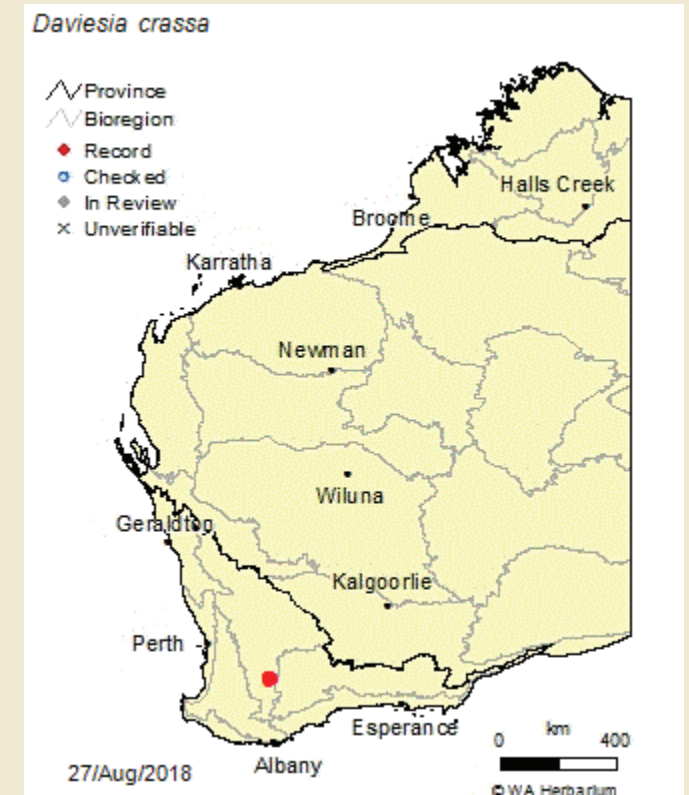 Daviesia crassa
Province
Bioregion
Record
Checked
In Review
Unverifiable
Halls Creek
Broome
Karratha
Newman
Wiluna
Geraldton
Kalgoorlie
Perth
Esperance
km
0 400
Albany
27/Aug/2018
© WA Herbarium